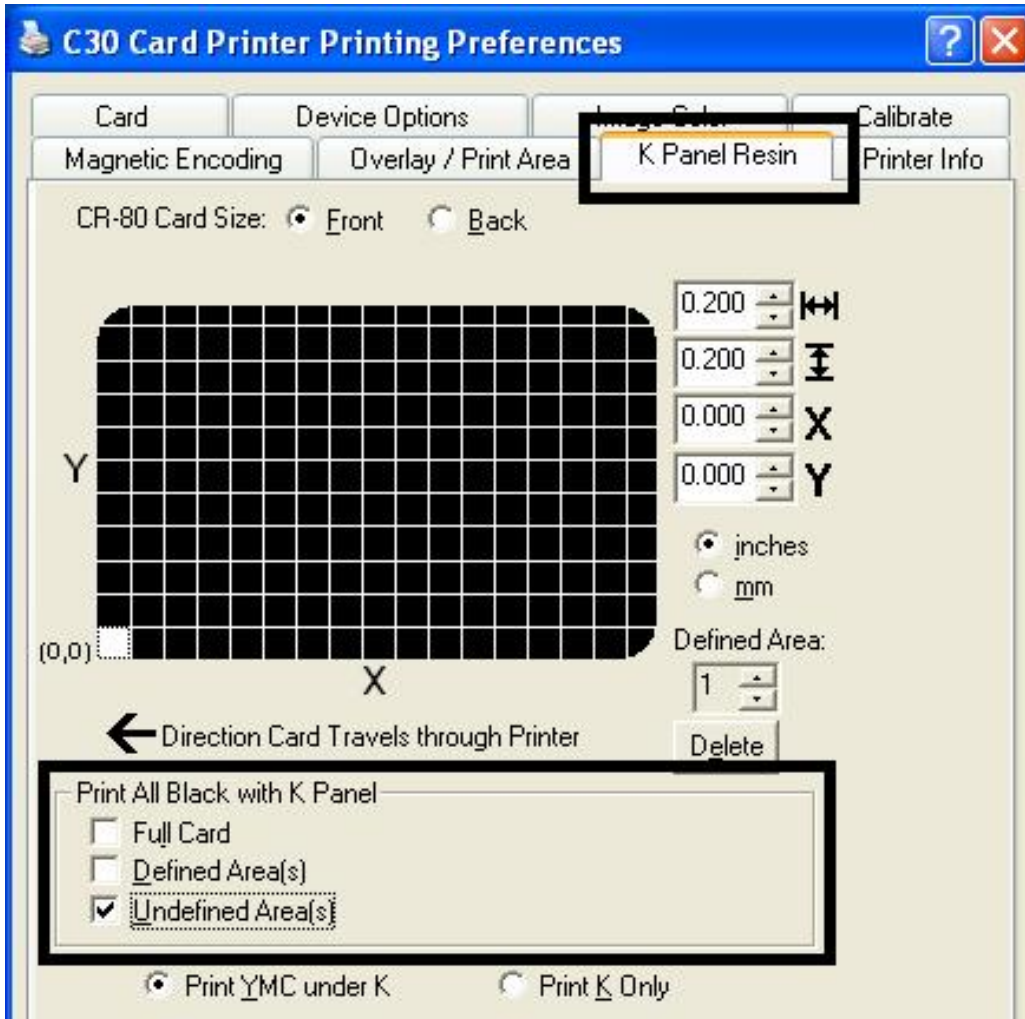 C30 Card Printer Printing Preferences
Card Device Options Image Color Calibrate
Magnetic Encoding Overlay / Print Area K Panel Resin Printer Info
CR-80 Card Size: Front Back
0.200
0.200
0.000 X
Y 0.000 Y
inches
mm
(0,0) Defined Area:
X 1
Direction Card Travels through Printer Delete
Print All Black with K Panel
Full Card
Defined Area(s)
Undefined Area(s)
Print YMC under K Print K Only